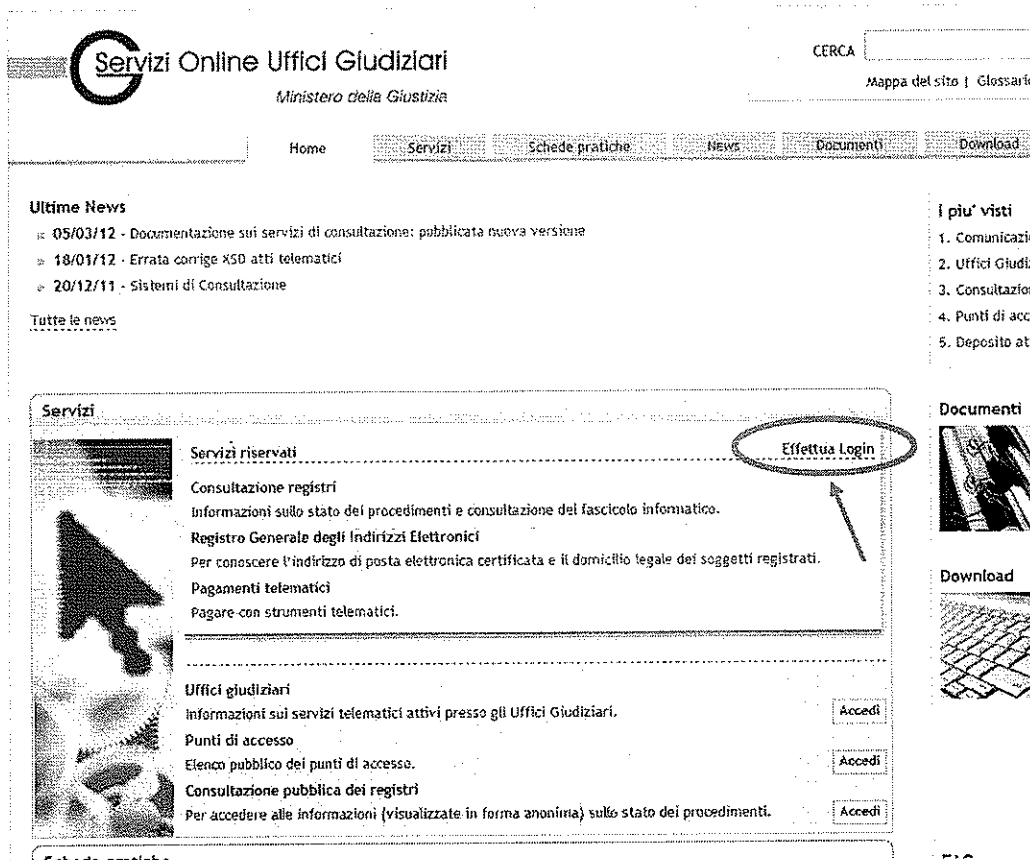 Servizi Online Uffici Giudiziari
Ministero della Giustizia
CERCA
Mappa del sito | Glossario
Home Servizi Schede pratiche News Documenti Download
Ultime News
05/03/12 - Documentazione sui servizi di consultazione: pubblicata nuova versione
18/01/12 - Errata corrige XSD atti telematici
20/12/11 - Sistemi di Consultazione
Tutte le news
I piu' visti
1. Comunicazi
2. Uffici Giudi
3. Consultazion
4. Punti di acc
5. Deposito at
Servizi
Servizi riservati Effettua Login
Consultazione registri
Informazioni sullo stato dei procedimenti e consultazione del fascicolo informatico.
Registro Generale degli Indirizzi Elettronici
Per conoscere l'indirizzo di posta elettronica certificata e il domicilio legale dei soggetti registrati.
Pagamenti telematici
Pagare con strumenti telematici.
Uffici giudiziari
Informazioni sui servizi telematici attivi presso gli Uffici Giudiziari. Accedi
Punti di accesso
Elenco pubblico dei punti di accesso. Accedi
Consultazione pubblica dei registri
Per accedere alle informazioni (visualizzate in forma anonima) sullo stato dei procedimenti. Accedi
Documenti
Download
Schede pratiche
FAQ